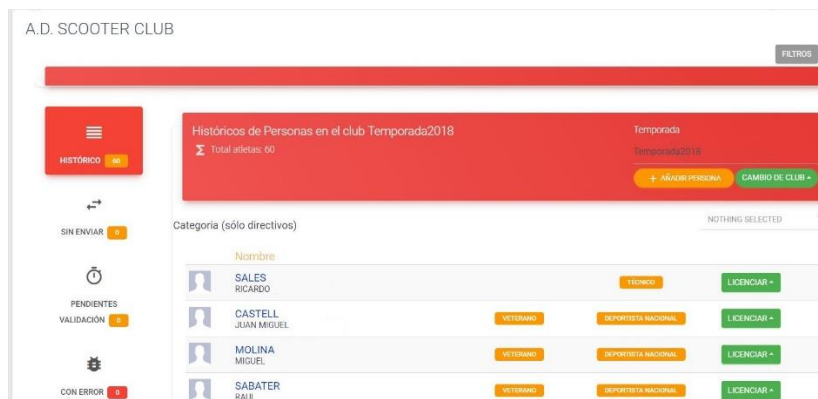 A.D. SCOOTER CLUB
FILTROS
Históricos de Personas en el club Temporada2018
Σ Total atletas: 60
Temporada
Temporada2018
+ AÑADIR PERSONA CAMBIO DE CLUB
HISTÓRICO 60
SIN ENVIAR 0
PENDIENTES
VALIDACIÓN 0
CON ERROR 0
Categoria (sólo directivos)
NOTHING SELECTED
Nombre
SALES
RICARDO
TÉCNICO LICENCIAR
CASTELL
JUAN MIGUEL
VETERANO DEPORTISTA NACIONAL LICENCIAR
MOLINA
MIGUEL
VETERANO DEPORTISTA NACIONAL LICENCIAR
SABATER
RAUL
VETERANO DEPORTISTA NACIONAL LICENCIAR